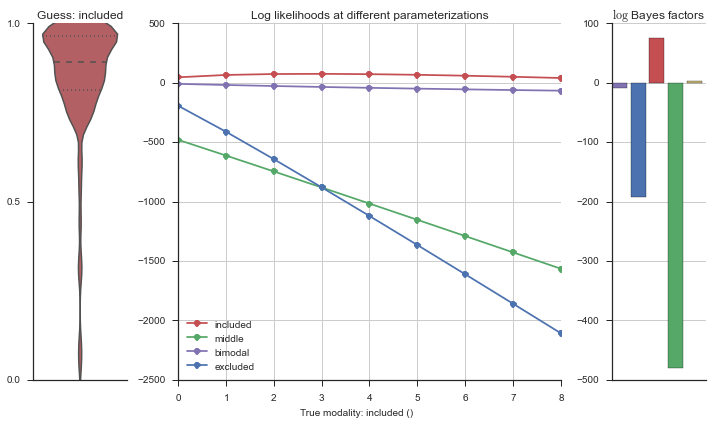 Guess: included
1.0
0.5
0.0
Log likelihoods at different parameterizations
500
0
−500
−1000
−1500
−2000
−2500
included
middle
bimodal
excluded
0 1 2 3 4 5 6 7 8
True modality: included ()
log Bayes factors
100
0
−100
−200
−300
−400
−500